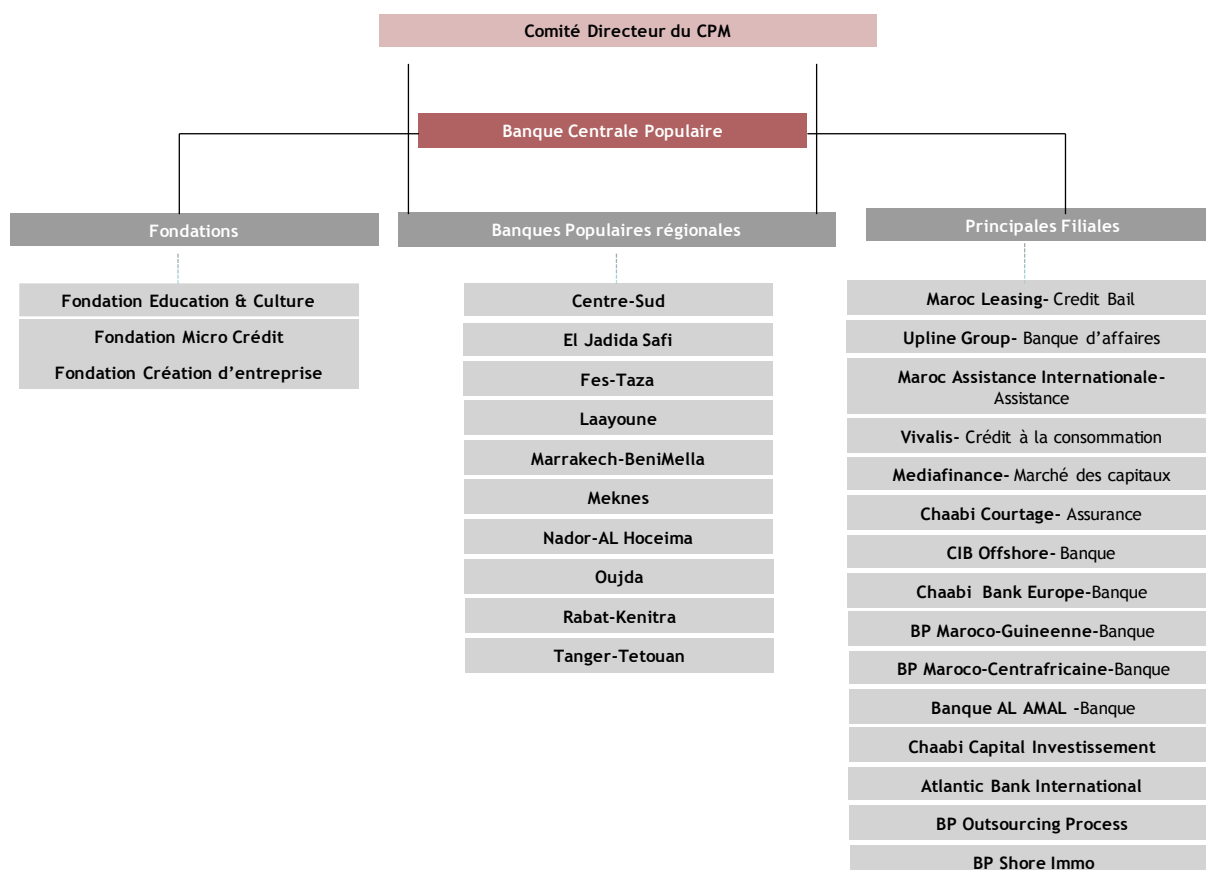 Comité Directeur du CPM
Banque Centrale Populaire
Fondations
Fondation Education & Culture
Fondation Micro Crédit
Fondation Création d'entreprise
Banques Populaires régionales
Centre-Sud
El Jadida Safi
Fes-Taza
Laayoune
Marrakech-BeniMella
Meknes
Nador-AL Hoceima
Oujda
Rabat-Kenitra
Tanger-Tetouan
Principales Filiales
Maroc Leasing- Credit Bail
Upline Group- Banque d'affaires
Maroc Assistance Internationale-
Assistance
Vivalis- Crédit à la consommation
Mediafinance- Marché des capitaux
Chaabi Courtage- Assurance
CIB Offshore- Banque
Chaabi Bank Europe-Banque
BP Maroco-Guineenne-Banque
BP Maroco-Centrafricaine-Banque
Banque AL AMAL -Banque
Chaabi Capital Investissement
Atlantic Bank International
BP Outsourcing Process
BP Shore Immo